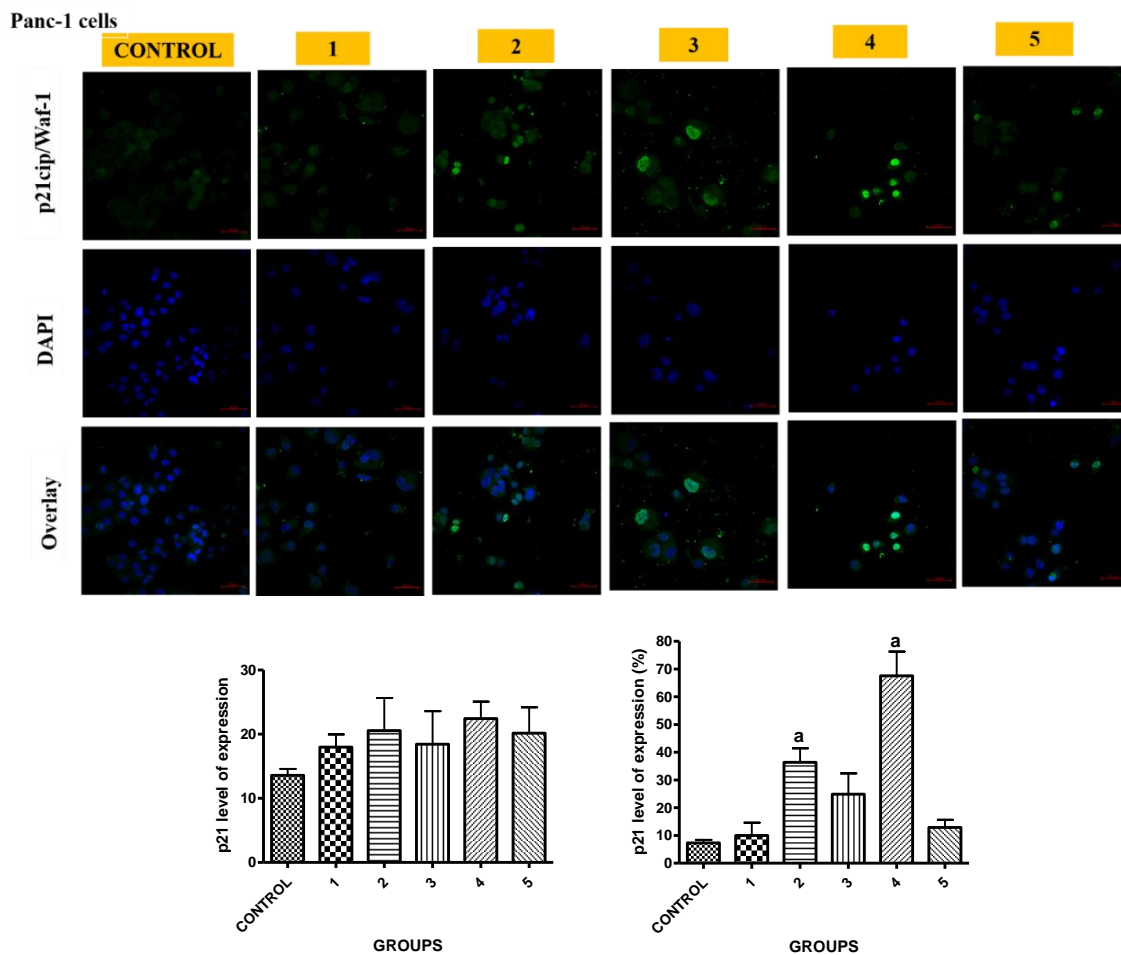 Panc-1 cells
CONTROL
1
2
3
4
5
p21cip/Waf-1
DAPI
Overlay
p21 level of expression
30
20
10
0
CONTROL
1
2
3
4
5
GROUPS
p21 level of expression (%)
80
70
60
50
40
30
20
10
0
a
a
CONTROL
1
2
3
4
5
GROUPS